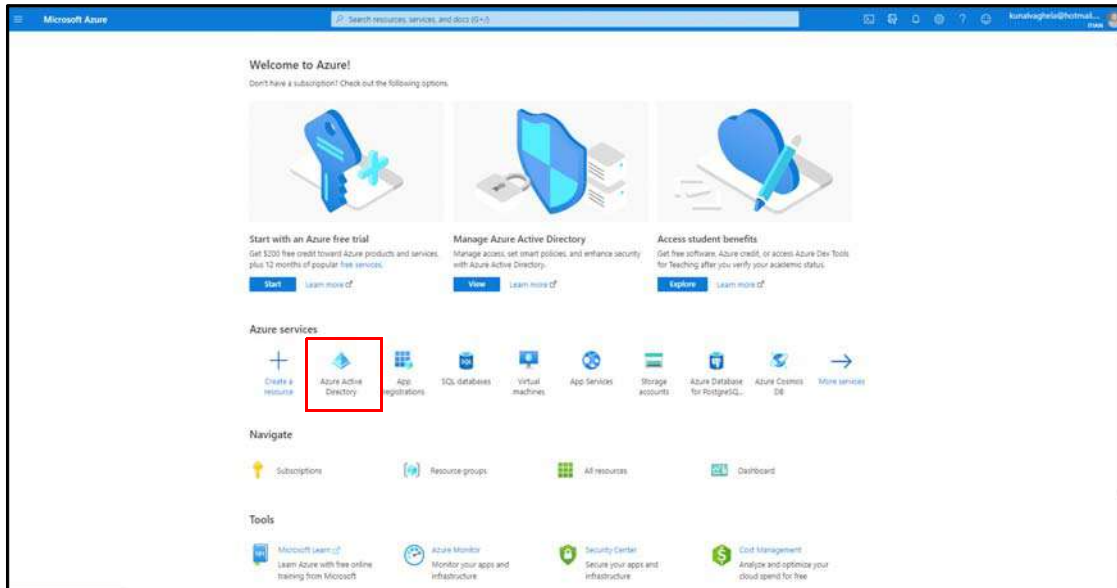 Microsoft Azure
Search resources, services, and docs (G+/)
kunalvaghela@hotmail....
Welcome to Azure!
Don't have a subscription? Check out the following options.
Start with an Azure free trial
Get $200 free credit toward Azure products and services,
plus 12 months of popular free services.
Start
Learn more
Manage Azure Active Directory
Manage access, set smart policies, and enhance security
with Azure Active Directory.
View
Learn more
Access student benefits
Get free software, Azure credit, or access Azure Dev Tools
for Teaching after you verify your academic status.
Explore
Learn more
Azure services
Create a
resource
Azure Active
Directory
App
registrations
SQL databases
Virtual
machines
App Services
Storage
accounts
Azure Database
for PostgreSQ...
Azure Cosmos
DB
More services
Navigate
Subscriptions
Resource groups
All resources
Dashboard
Tools
Microsoft Learn
Learn Azure with free online
training from Microsoft
Azure Monitor
Monitor your apps and
infrastructure
Security Center
Secure your apps and
infrastructure
Cost Management
Analyze and optimize your
cloud spend for free